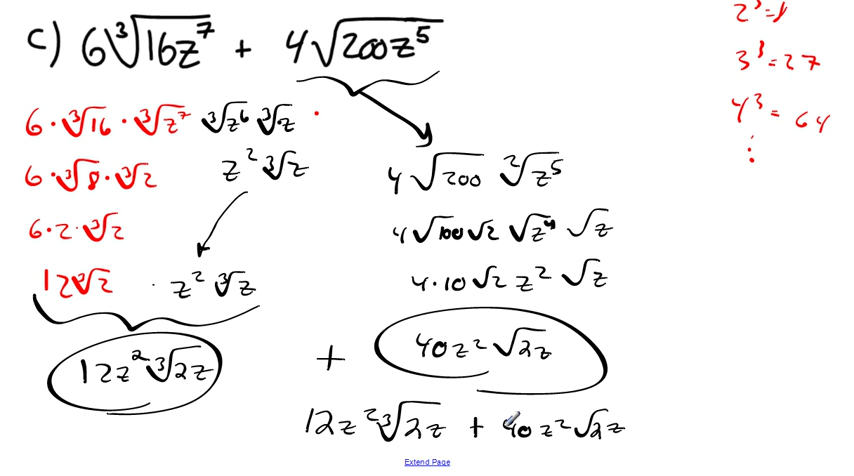 c) 6∛16z⁷ + 4√200z⁵
6 · ∛16 · ∛z⁷ ∛z⁶ ∛z ·
6 · ∛8 · ∛2 z² ∛z
6 · 2 · ∛2
12∛2 · z² ∛z
12z² ∛2z
4√200 ²√z⁵
4√100 √2 √z⁴ √z
4 · 10 √2 z² √z
+ 40z² √2z
12z² ∛2z + 40z² √2z
2³ = 8
3³ = 27
4³ = 64
⋮
Extend Page